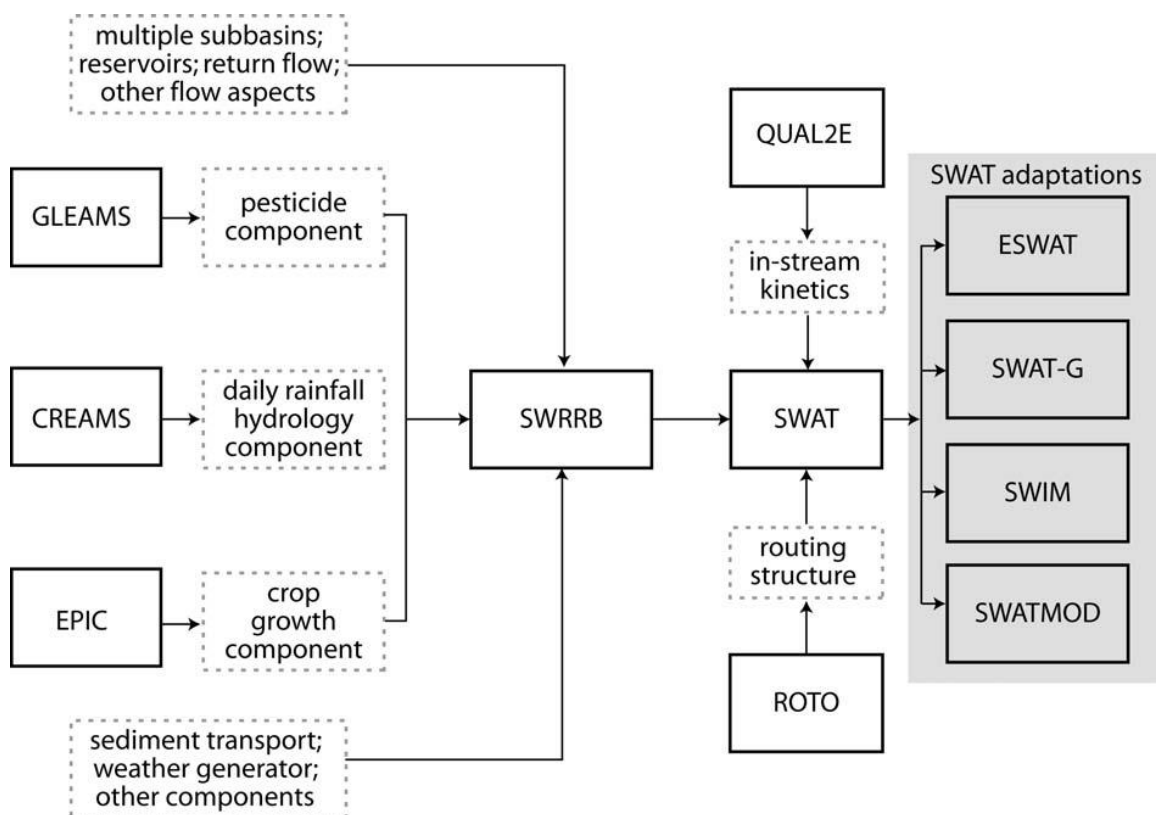 multiple subbasins;
reservoirs; return flow;
other flow aspects
GLEAMS
pesticide
component
CREAMS
daily rainfall
hydrology
component
EPIC
crop
growth
component
sediment transport;
weather generator;
other components
SWRRB
QUAL2E
in-stream
kinetics
SWAT
routing
structure
ROTO
SWAT adaptations
ESWAT
SWAT-G
SWIM
SWATMOD